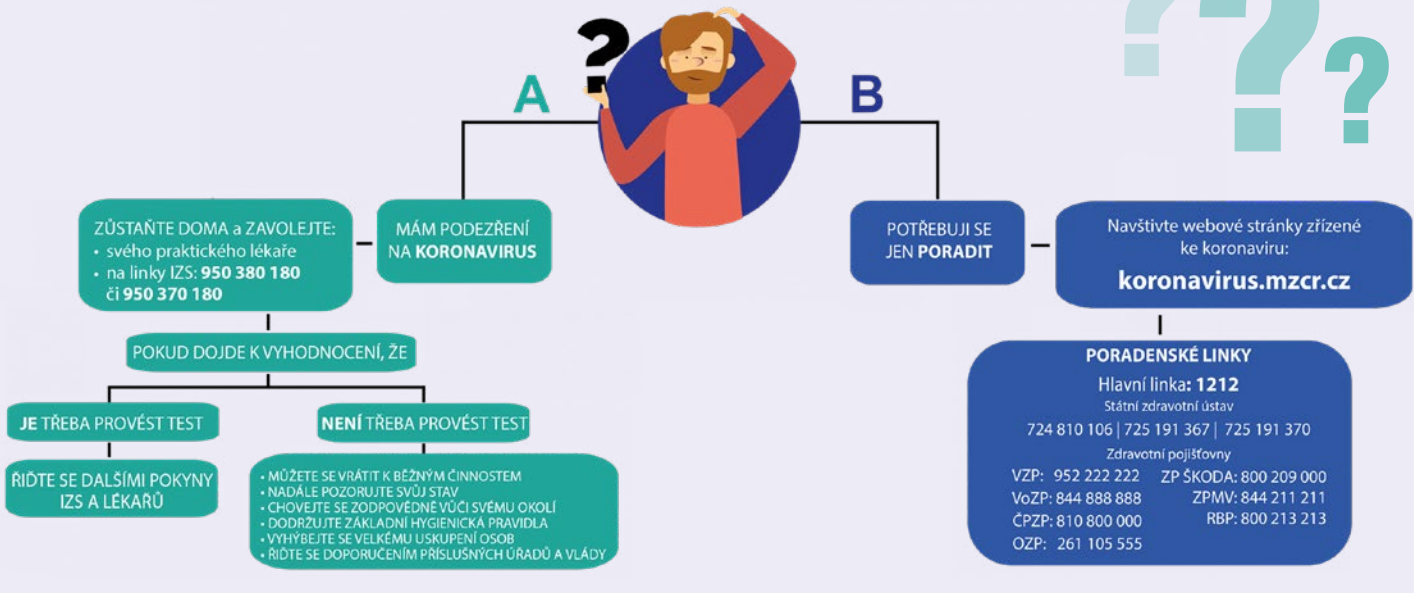 ?
? ? ?
A
B
ZŮSTAŇTE DOMA a ZAVOLEJTE:
• svého praktického lékaře
• na linky IZS: 950 380 180
či 950 370 180
MÁM PODEZŘENÍ
NA KORONAVIRUS
POKUD DOJDE K VYHODNOCENÍ, ŽE
JE TŘEBA PROVÉST TEST
ŘIĎTE SE DALŠÍMI POKYNY
IZS A LÉKAŘŮ
NENÍ TŘEBA PROVÉST TEST
• MŮŽETE SE VRÁTIT K BĚŽNÝM ČINNOSTEM
• NADÁLE POZORUJTE SVŮJ STAV
• CHOVEJTE SE ZODPOVĚDNĚ VŮČI SVÉMU OKOLÍ
• DODRŽUJTE ZÁKLADNÍ HYGIENICKÁ PRAVIDLA
• VYHÝBEJTE SE VELKÉMU USKUPENÍ OSOB
• ŘIĎTE SE DOPORUČENÍM PŘÍSLUŠNÝCH ÚŘADŮ A VLÁDY
POTŘEBUJI SE
JEN PORADIT
Navštivte webové stránky zřízené
ke koronaviru:
koronavirus.mzcr.cz
PORADENSKÉ LINKY
Hlavní linka: 1212
Státní zdravotní ústav
724 810 106 | 725 191 367 | 725 191 370
Zdravotní pojišťovny
VZP: 952 222 222 ZP ŠKODA: 800 209 000
VoZP: 844 888 888 ZPMV: 844 211 211
ČPZP: 810 800 000 RBP: 800 213 213
OZP: 261 105 555